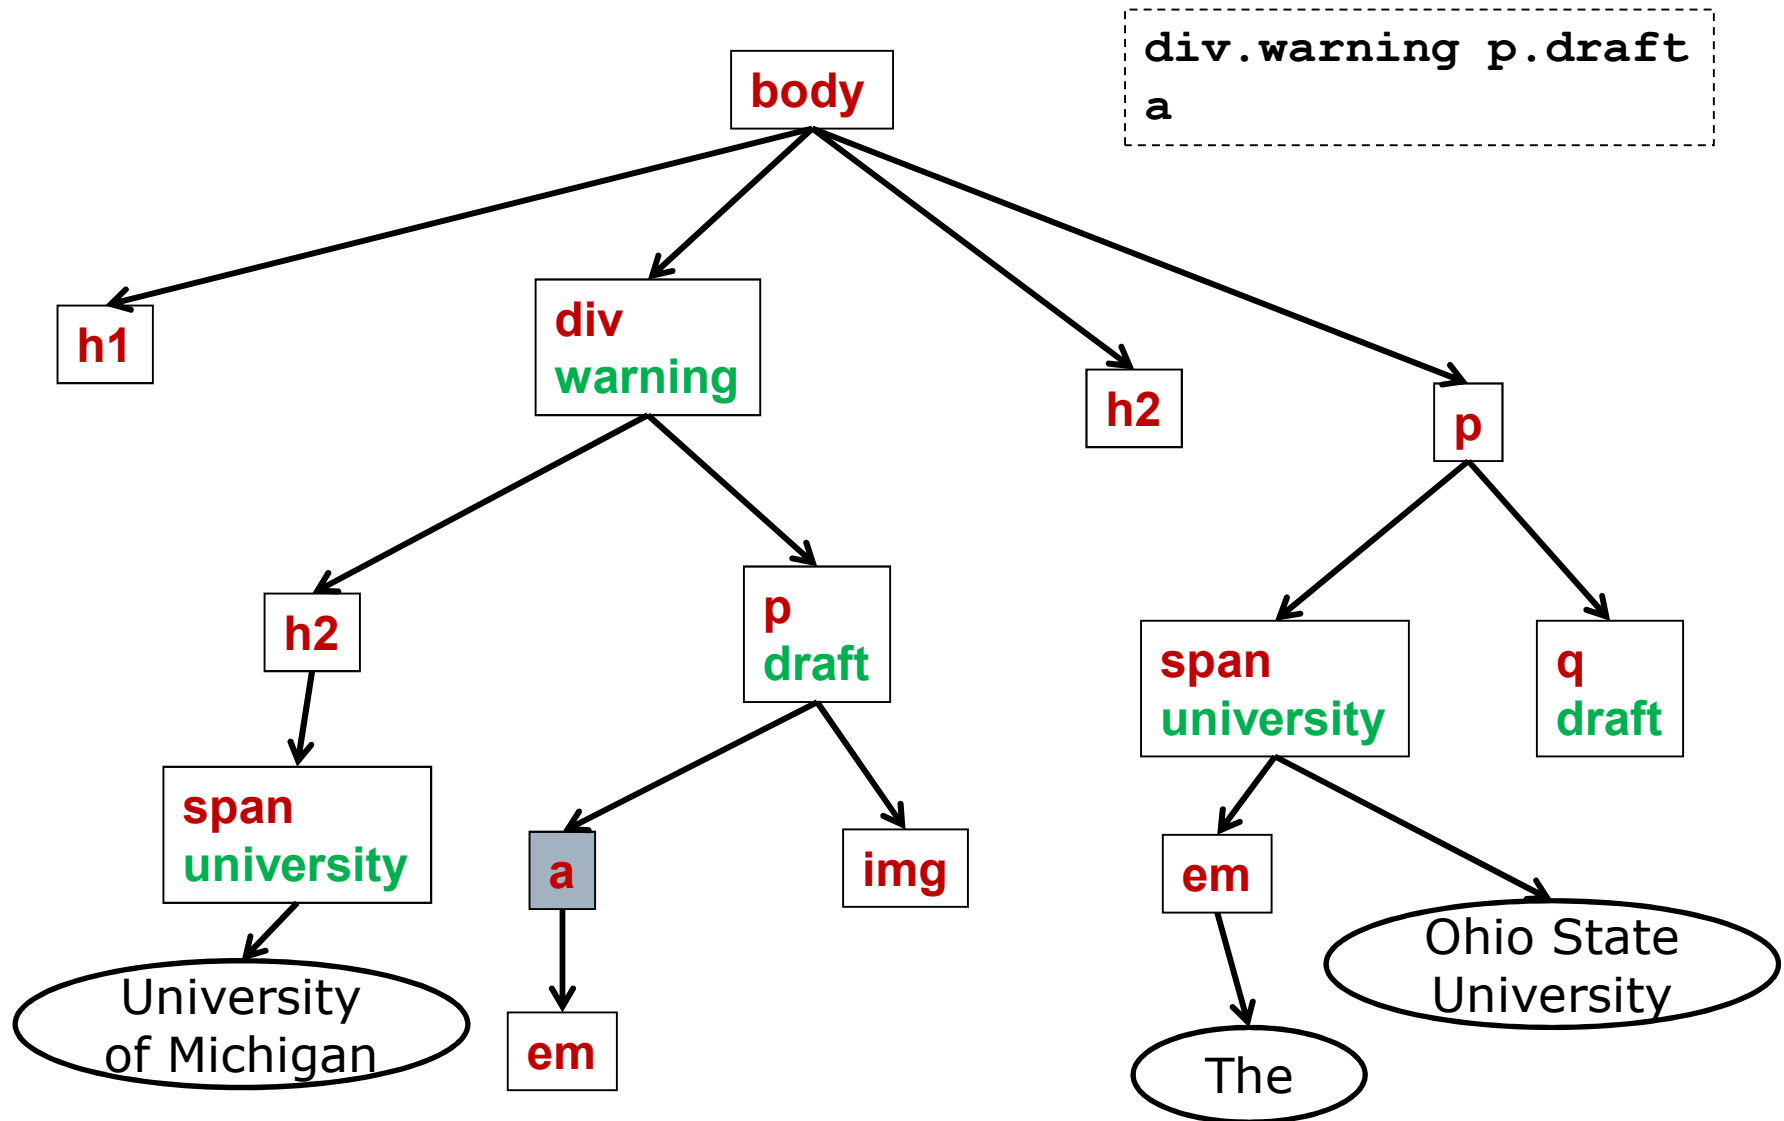 div.warning p.draft
a
body
h1
div
warning
h2
p
h2
p
draft
span
university
q
draft
span
university
a
img
em
Ohio State
University
University
of Michigan
em
The